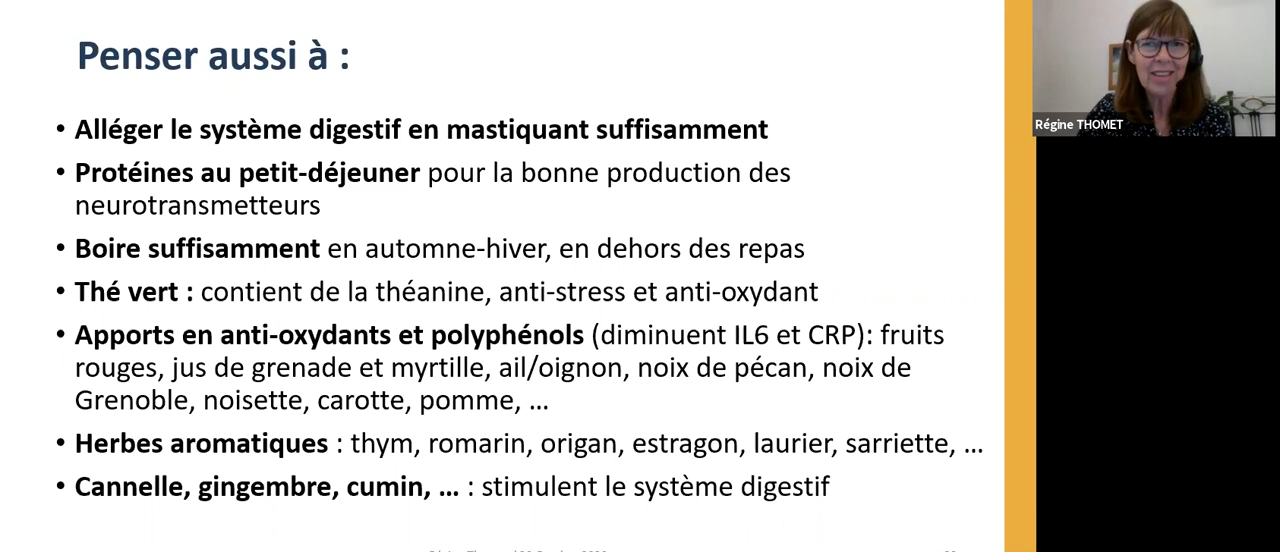 Penser aussi à :
• Alléger le système digestif en mastiquant suffisamment
• Protéines au petit-déjeuner pour la bonne production des
neurotransmetteurs
• Boire suffisamment en automne-hiver, en dehors des repas
• Thé vert : contient de la théanine, anti-stress et anti-oxydant
• Apports en anti-oxydants et polyphénols (diminuent IL6 et CRP): fruits
rouges, jus de grenade et myrtille, ail/oignon, noix de pécan, noix de
Grenoble, noisette, carotte, pomme, ...
• Herbes aromatiques : thym, romarin, origan, estragon, laurier, sarriette, ...
• Cannelle, gingembre, cumin, ... : stimulent le système digestif
Régine THOMET